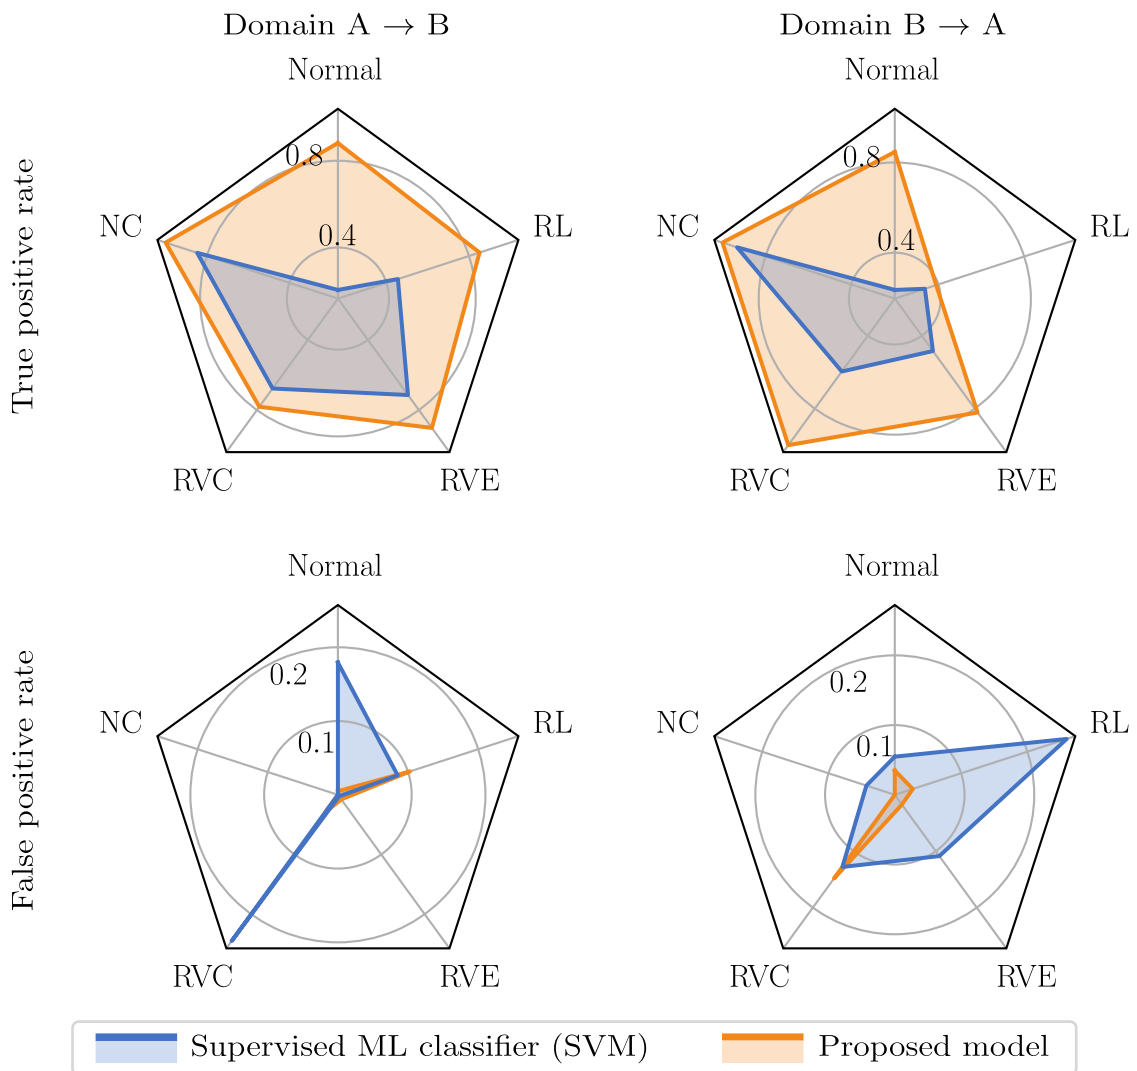 Domain A → B
Domain B → A
True positive rate
Normal
0.8
0.4
NC
RL
RVC
RVE
Normal
0.8
0.4
NC
RL
RVC
RVE
False positive rate
Normal
0.2
0.1
NC
RL
RVC
RVE
Normal
0.2
0.1
NC
RL
RVC
RVE
Supervised ML classifier (SVM)
Proposed model